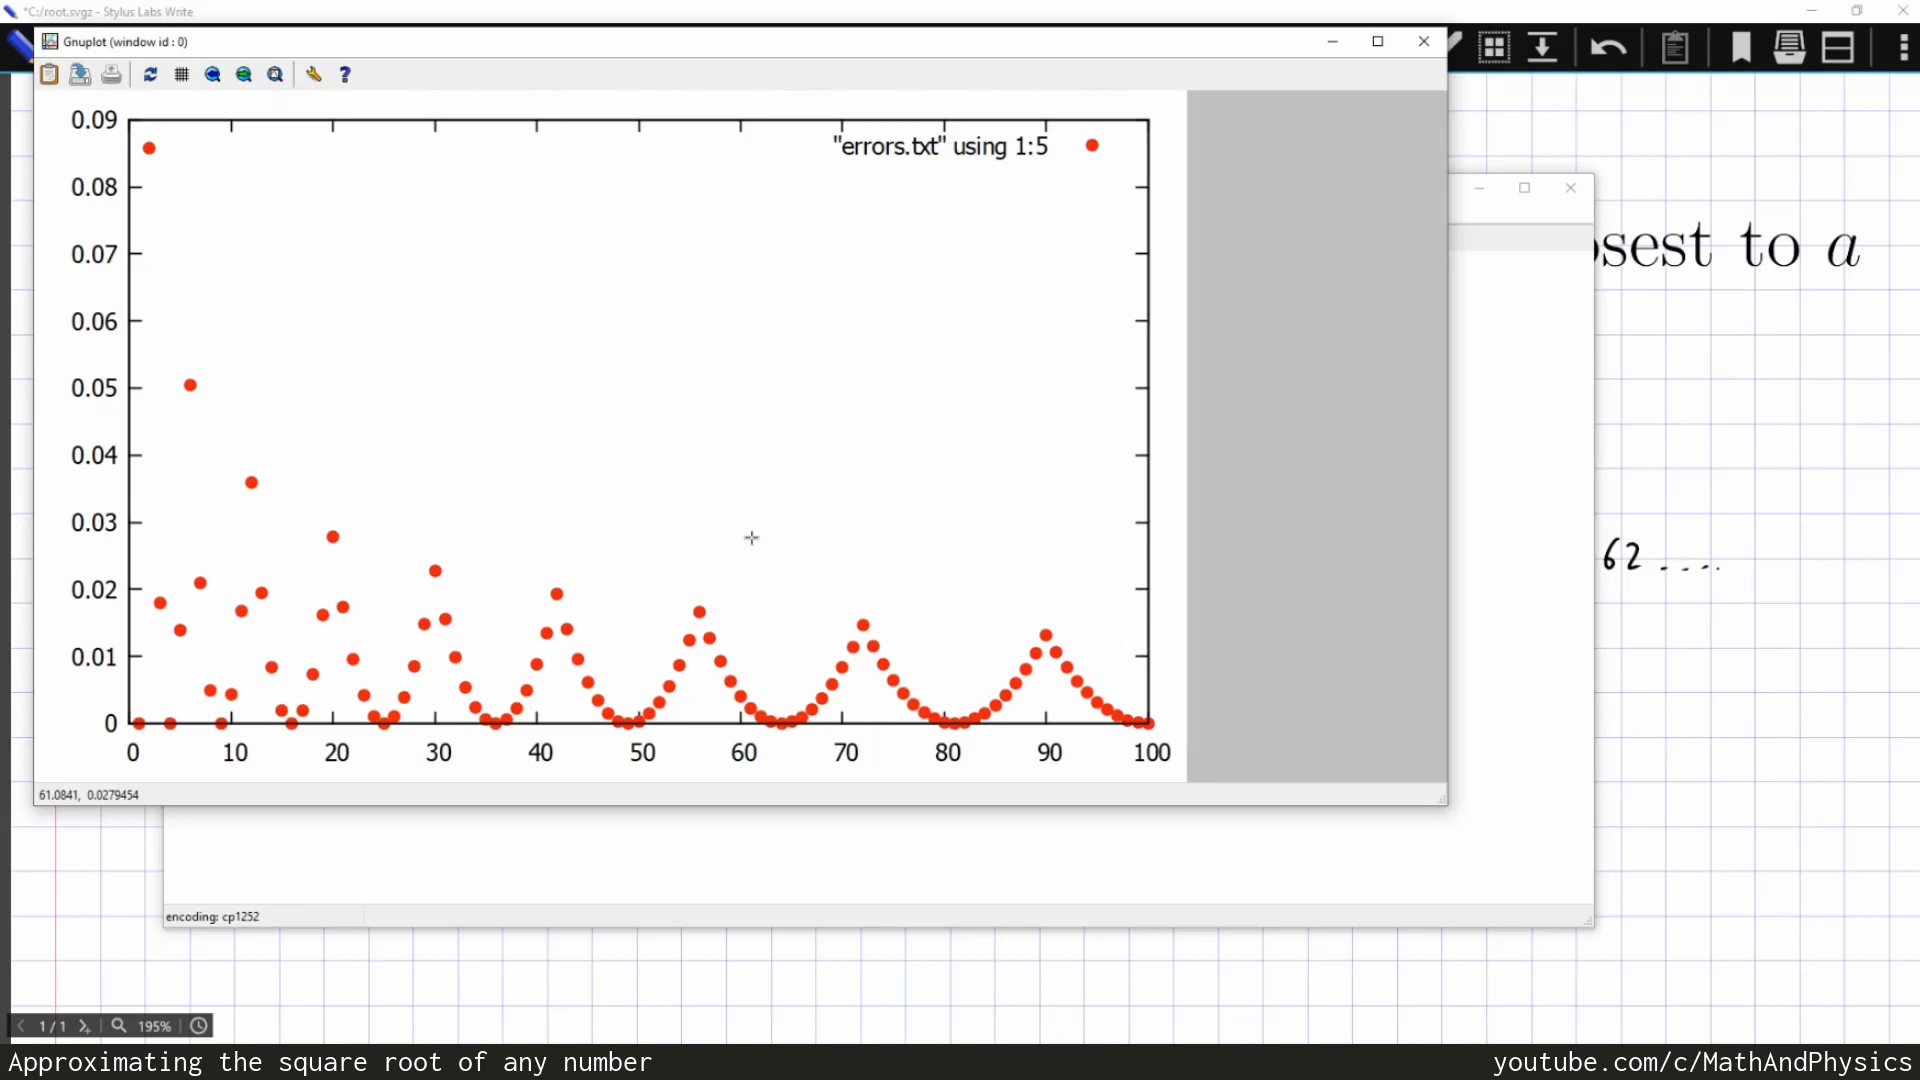 *C:/root.svgz - Stylus Labs Write
Gnuplot (window id : 0)
"errors.txt" using 1:5
0.09
0.08
0.07
0.06
0.05
0.04
0.03
0.02
0.01
0
0 10 20 30 40 50 60 70 80 90 100
61.0841, 0.0279454
osest to a
62 ....
encoding: cp1252
1 / 1 195%
Approximating the square root of any number
youtube.com/c/MathAndPhysics